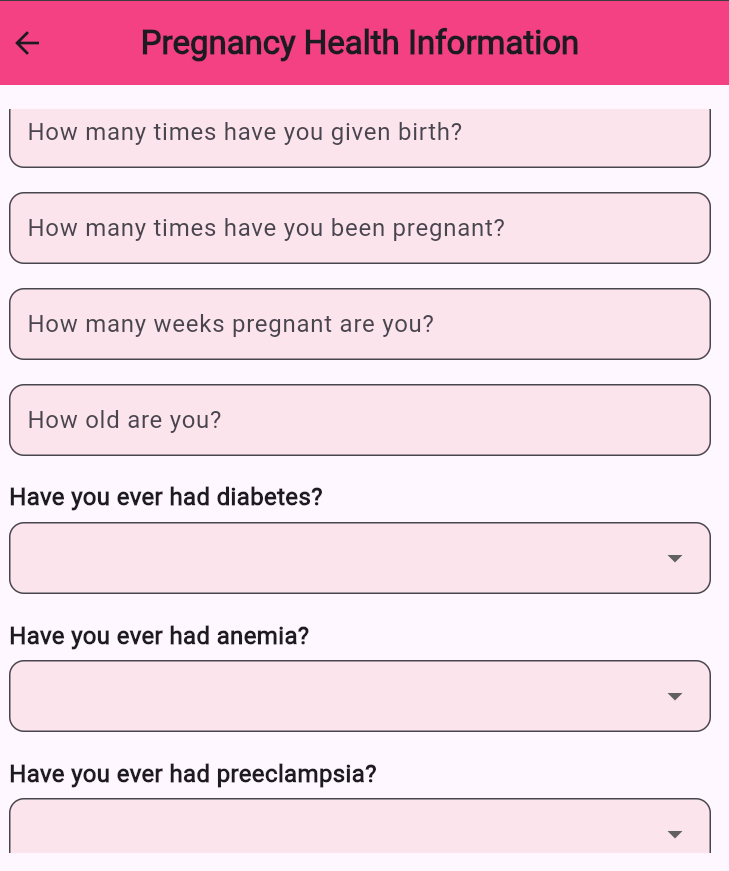 Pregnancy Health Information
How many times have you given birth?
How many times have you been pregnant?
How many weeks pregnant are you?
How old are you?
Have you ever had diabetes?
Have you ever had anemia?
Have you ever had preeclampsia?